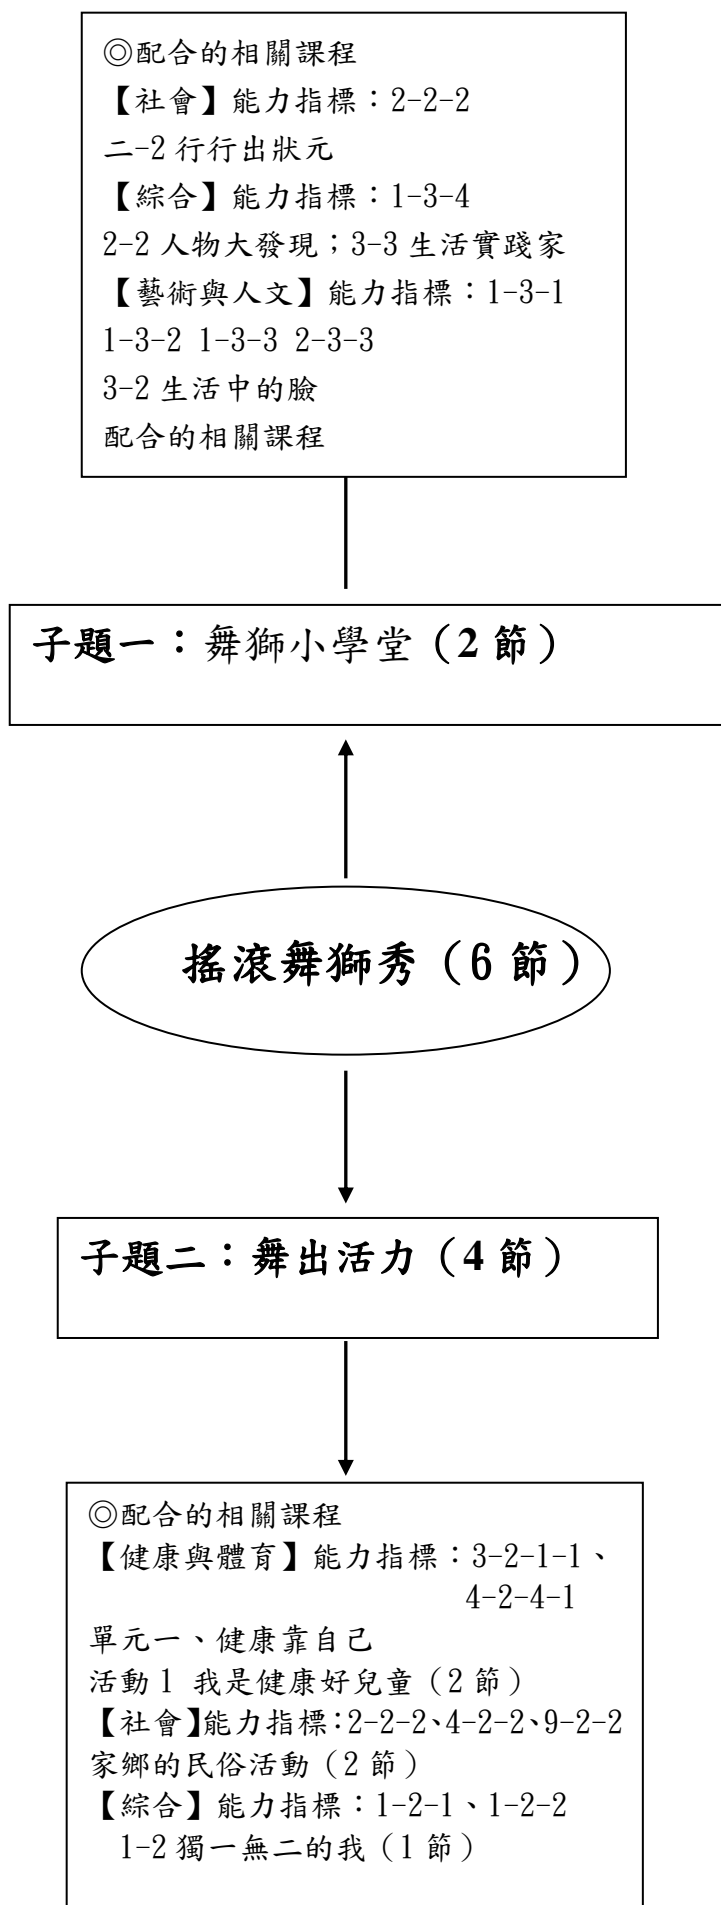 ◎配合的相關課程
【社會】能力指標：2-2-2
二-2 行行出狀元
【綜合】能力指標：1-3-4
2-2 人物大發現；3-3 生活實踐家
【藝術與人文】能力指標：1-3-1
1-3-2 1-3-3 2-3-3
3-2 生活中的臉
配合的相關課程
子題一：舞獅小學堂（2 節）
搖滾舞獅秀（6 節）
子題二：舞出活力（4 節）
◎配合的相關課程
【健康與體育】能力指標：3-2-1-1、
4-2-4-1
單元一、健康靠自己
活動 1 我是健康好兒童（2 節）
【社會】能力指標：2-2-2、4-2-2、9-2-2
家鄉的民俗活動（2 節）
【綜合】能力指標：1-2-1、1-2-2
1-2 獨一無二的我（1 節）